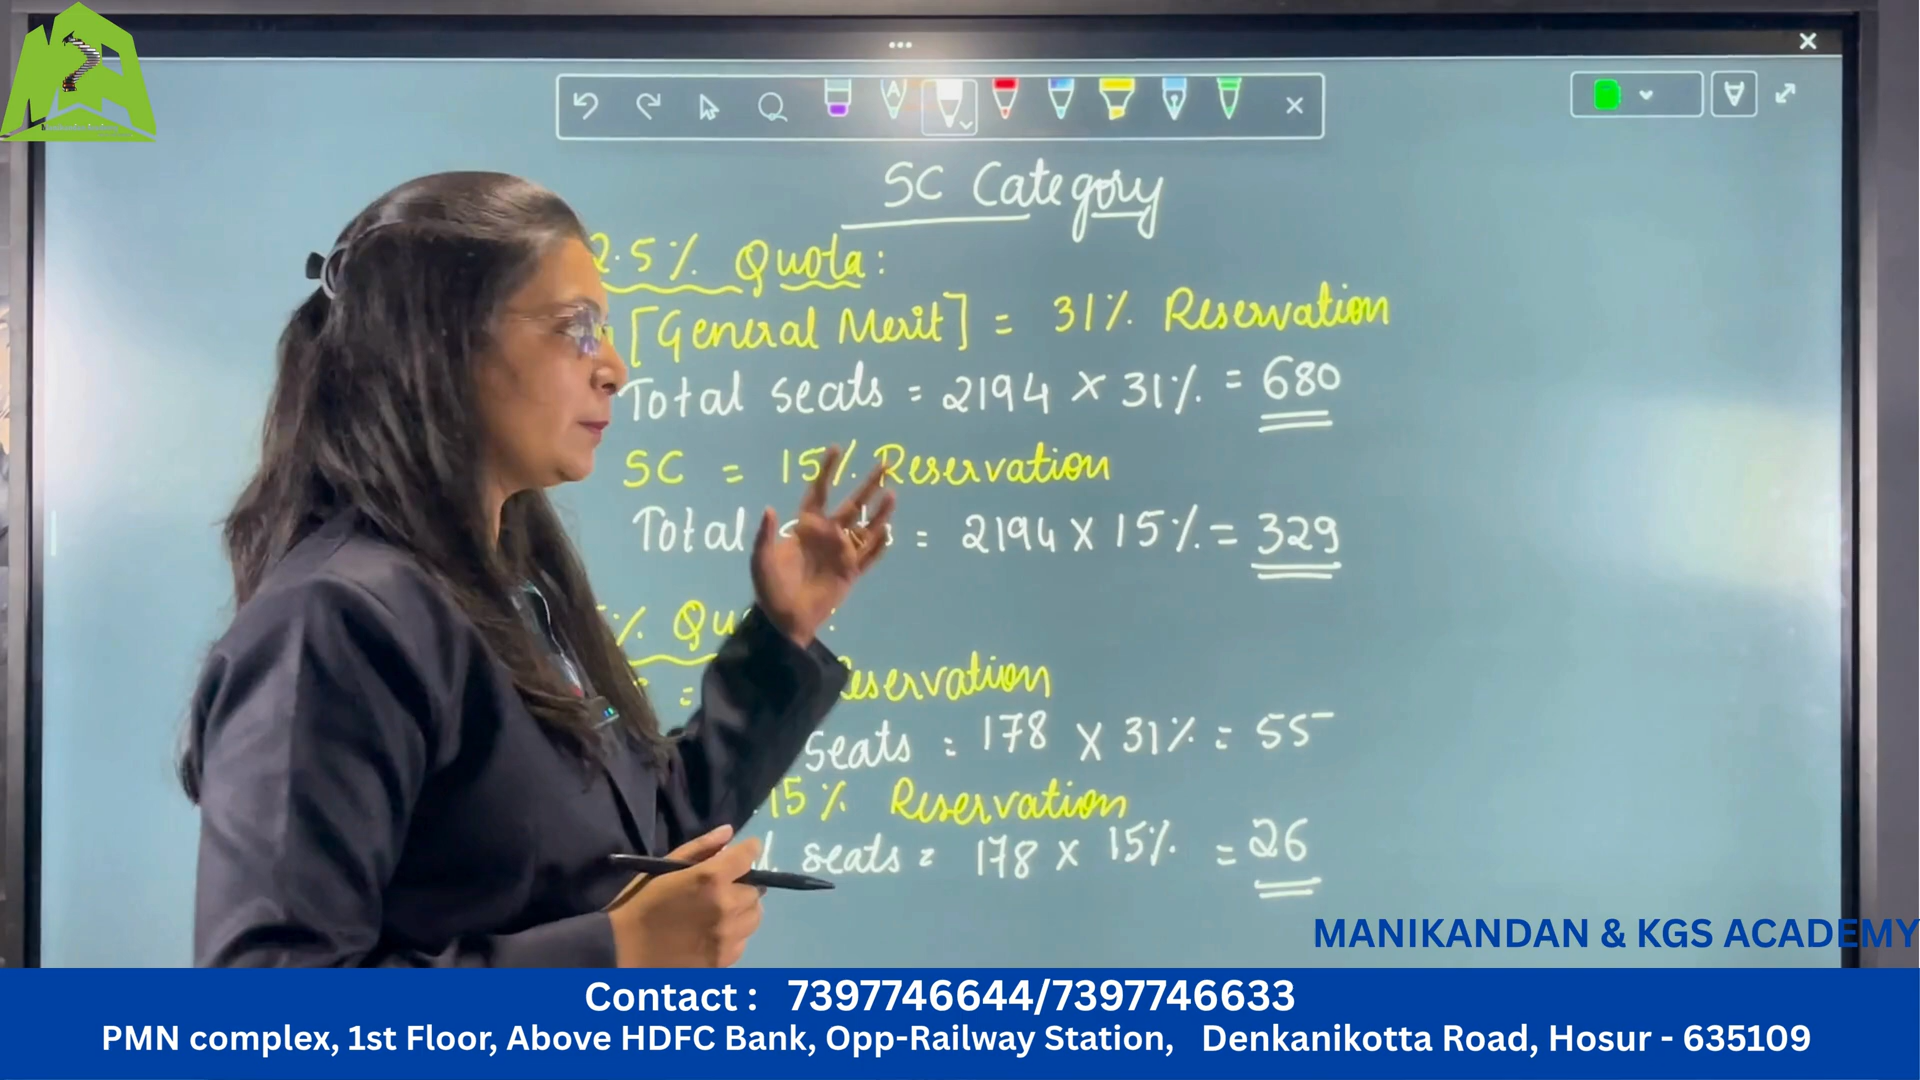 SC Category
2.5% Quota:
[General Merit] = 31% Reservation
Total seats = 2194 × 31% = 680
SC = 15% Reservation
Total = 2194 X 15% = 329
% :
= Reservation
Seats = 178 X 31% = 55
15% Reservation
seats = 178 × 15% = 26
MANIKANDAN & KGS ACADEMY
Contact : 7397746644/7397746633
PMN complex, 1st Floor, Above HDFC Bank, Opp-Railway Station, Denkanikotta Road, Hosur - 635109